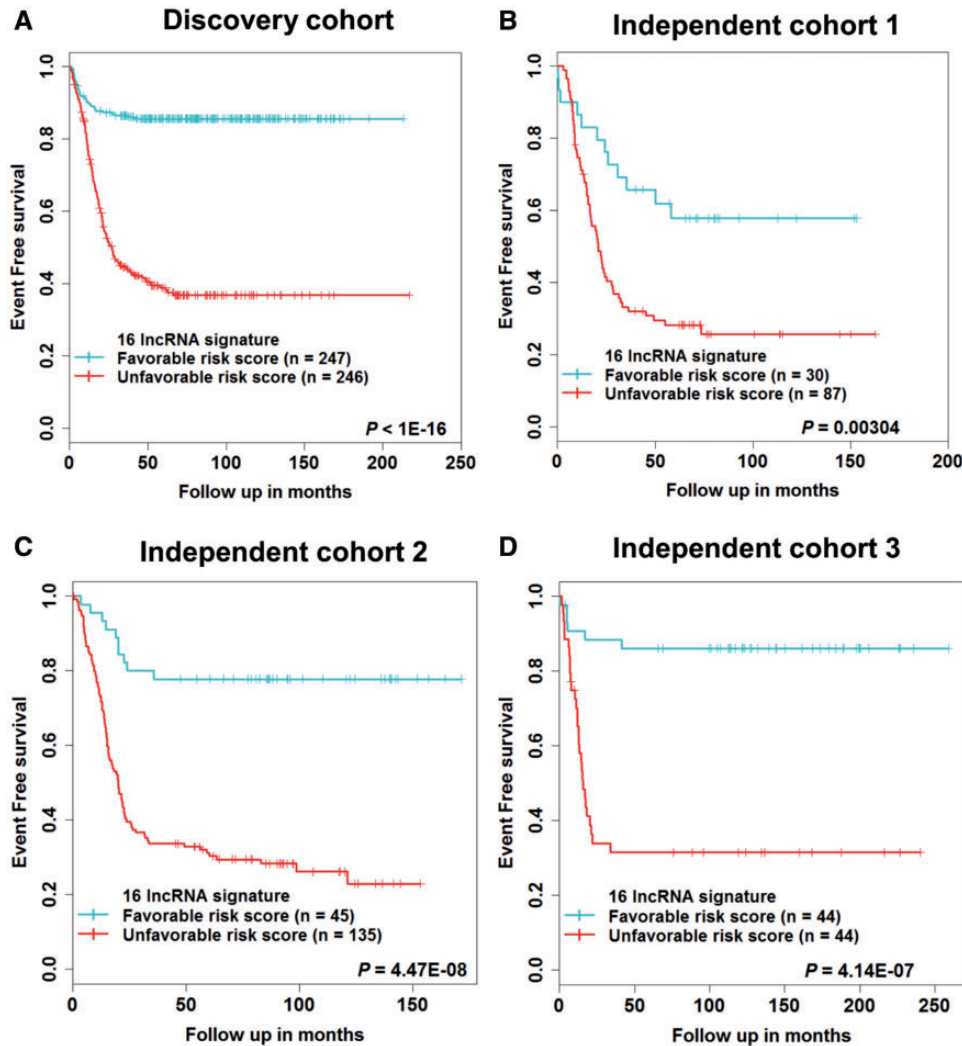 A
Discovery cohort
Event Free survival
1.0
0.8
0.6
0.4
0.2
0.0
16 lncRNA signature
Favorable risk score (n = 247)
Unfavorable risk score (n = 246)
P < 1E-16
0 50 100 150 200 250
Follow up in months
B
Independent cohort 1
Event Free survival
1.0
0.8
0.6
0.4
0.2
0.0
16 lncRNA signature
Favorable risk score (n = 30)
Unfavorable risk score (n = 87)
P = 0.00304
0 50 100 150 200
Follow up in months
C
Independent cohort 2
Event Free survival
1.0
0.8
0.6
0.4
0.2
0.0
16 lncRNA signature
Favorable risk score (n = 45)
Unfavorable risk score (n = 135)
P = 4.47E-08
0 50 100 150
Follow up in months
D
Independent cohort 3
Event Free survival
1.0
0.8
0.6
0.4
0.2
0.0
16 lncRNA signature
Favorable risk score (n = 44)
Unfavorable risk score (n = 44)
P = 4.14E-07
0 50 100 150 200 250
Follow up in months